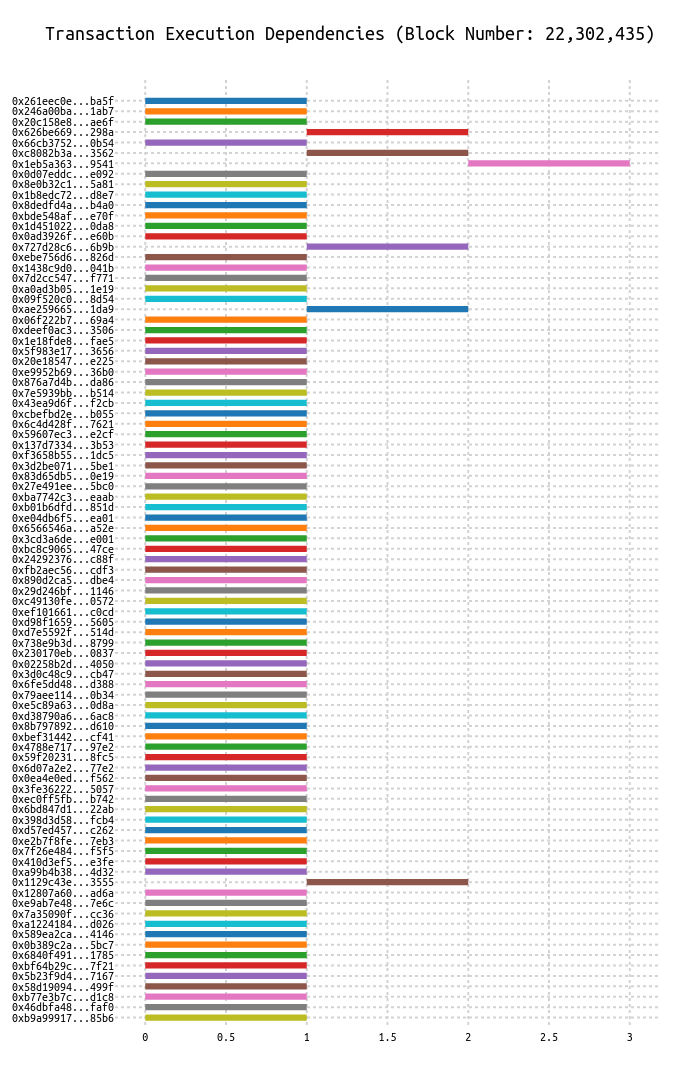 Transaction Execution Dependencies (Block Number: 22,302,435)
0x261eec0e...ba5f
0x246a00ba...1ab7
0x20c158e8...ae6f
0x626be669...298a
0x66cb3752...0b54
0xc8082b3a...3562
0x1eb5a363...9541
0x0d07eddc...e092
0x8e0b32c1...5a81
0x1b8edc72...d8e7
0x8dedfd4a...b4a0
0xbde548af...e70f
0x1d451022...0da8
0x0ad3926f...e60b
0x727d28c6...6b9b
0xebe756d6...826d
0x1438c9d0...041b
0x7d2cc547...f771
0xa0ad3b05...1e19
0x09f520c0...8d54
0xae259665...1da9
0x06f222b7...69a4
0xdeef0ac3...3506
0x1e18fde8...fae5
0x5f983e17...3656
0x20e18547...e225
0xe9952b69...36b0
0x876a7d4b...da86
0x7e5939bb...b514
0x43ea9d6f...f2cb
0xcbefbd2e...b055
0x6c4d428f...7621
0x59607ec3...e2cf
0x137d7334...3b53
0xf3658b55...1dc5
0x3d2be071...5be1
0x83d65db5...0e19
0x27e491ee...5bc0
0xba7742c3...eaab
0xb01b6dfd...851d
0xe04db6f5...ea01
0x6566546a...a52e
0x3cd3a6de...e001
0xbc8c9065...47ce
0x24292376...c88f
0xfb2aec56...cdf3
0x890d2ca5...dbe4
0x29d246bf...1146
0xc49130fe...0572
0xef101661...c0cd
0xd98f1659...5605
0xd7e5592f...514d
0x738e9b3d...8799
0x230170eb...0837
0x02258b2d...4050
0x3d0c48c9...cb47
0x6fe5dd48...d388
0x79aee114...0b34
0xe5c89a63...0d8a
0xd38790a6...6ac8
0x8b797892...d610
0xbef31442...cf41
0x4788e717...97e2
0x59f20231...8fc5
0x6d07a2e2...77e2
0x0ea4e0ed...f562
0x3fe36222...5057
0xec0ff5fb...b742
0x6bd847d1...22ab
0x398d3d58...fcb4
0xd57ed457...c262
0xe2b7f8fe...7eb3
0x7f26e484...f5f5
0x410d3ef5...e3fe
0xa99b4b38...4d32
0x1129c43e...3555
0x12807a60...ad6a
0xe9ab7e48...7e6c
0x7a35090f...cc36
0xa1224184...d026
0x589ea2ca...4146
0x0b389c2a...5bc7
0x6840f491...1785
0xbf64b29c...7f21
0x5b23f9d4...7167
0x58d19094...499f
0xb77e3b7c...d1c8
0x46dbfa48...faf0
0xb9a99917...85b6
0 0.5 1 1.5 2 2.5 3